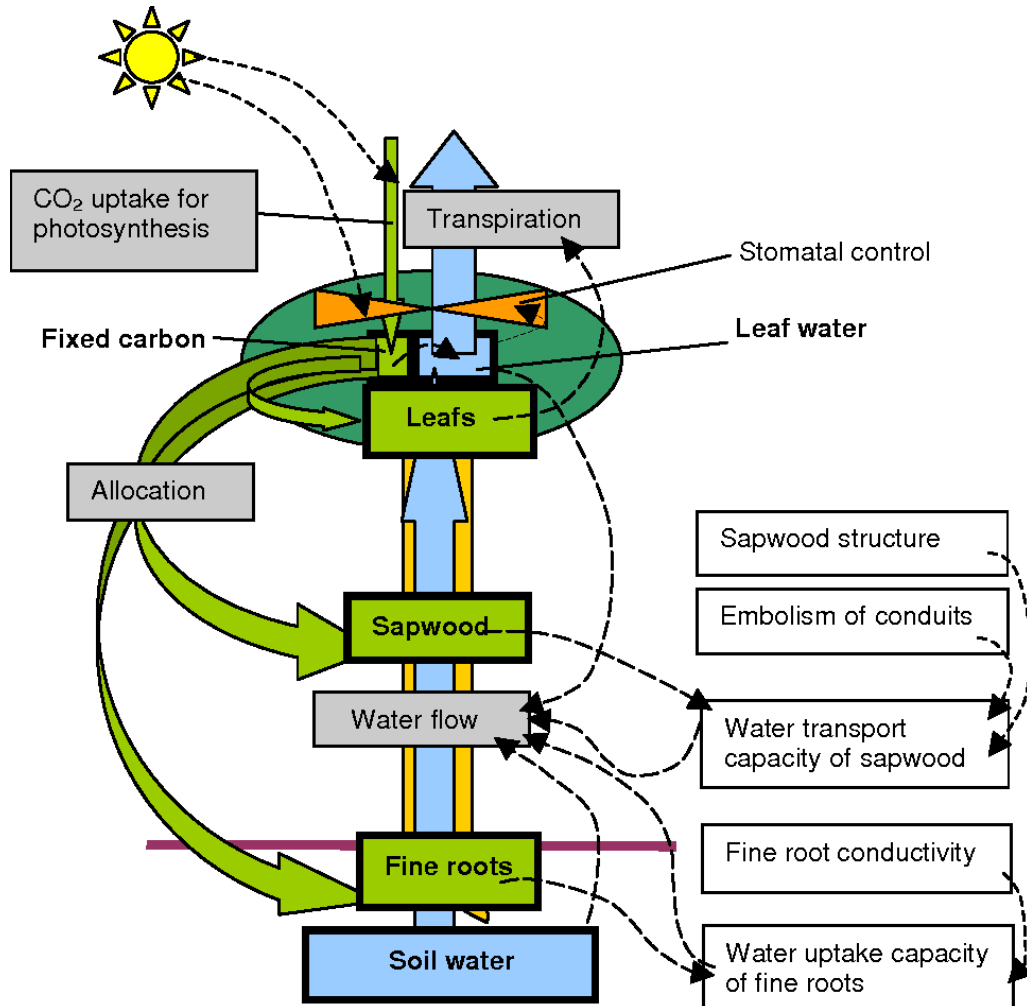 CO₂ uptake for
photosynthesis
Transpiration
Stomatal control
Fixed carbon
Leaf water
Leafs
Allocation
Sapwood structure
Embolism of conduits
Sapwood
Water flow
Water transport
capacity of sapwood
Fine roots
Fine root conductivity
Soil water
Water uptake capacity
of fine roots